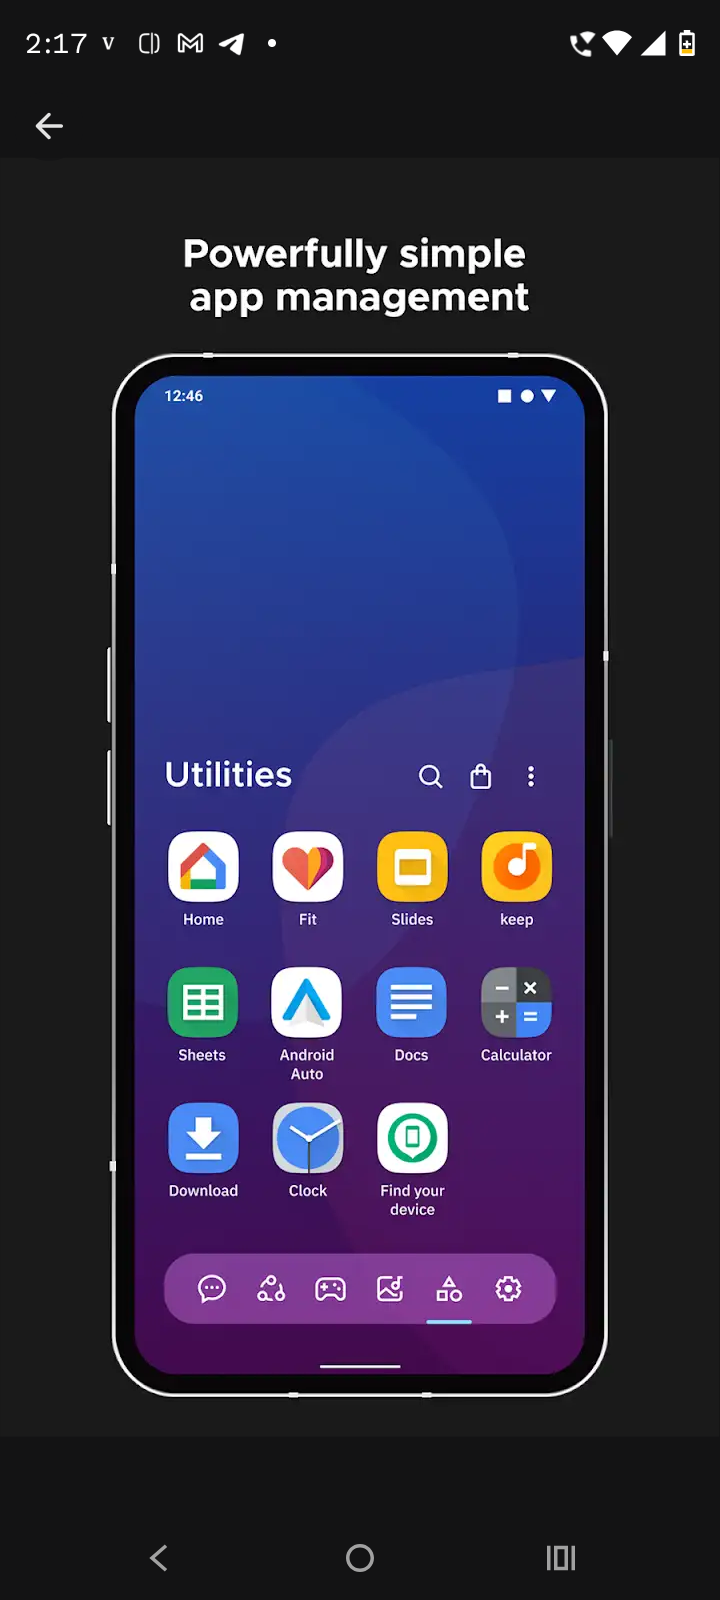 2:17 V
Powerfully simple
app management
12:46
Utilities
Home Fit Slides keep
Sheets Android Auto Docs Calculator
Download Clock Find your device